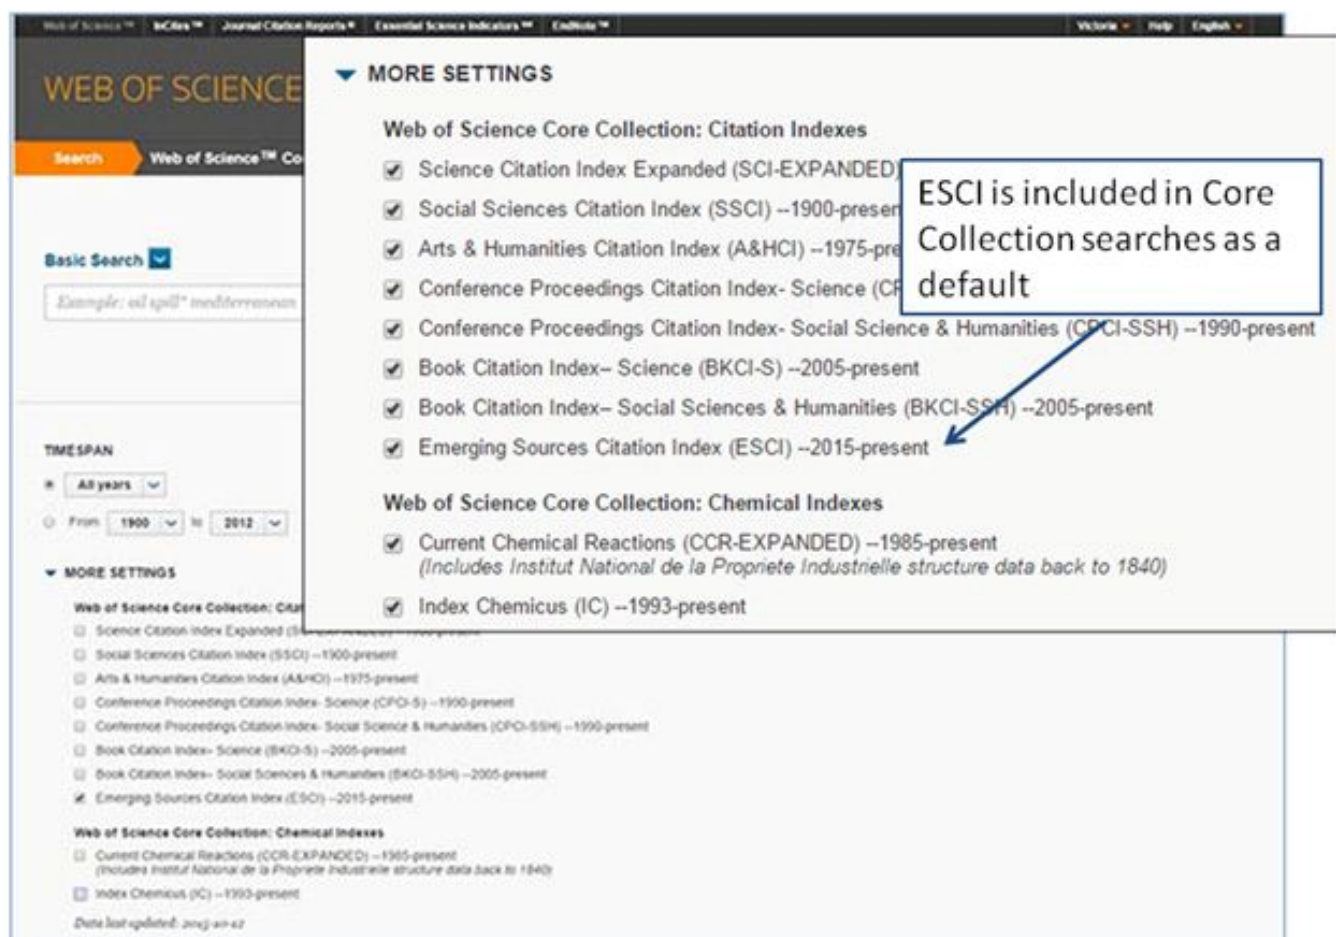 Web of Science™ InCites™ Journal Citation Reports® Essential Science Indicators™ EndNote™ Victoria Help English
WEB OF SCIENCE
Search Web of Science™ Co
Basic Search
Example: oil spill* mediterranean
TIMESPAN
All years
From 1900 to 2012
MORE SETTINGS
Web of Science Core Collection: Citat
Science Citation Index Expanded (SCI-EXPANDED) --1900-present
Social Sciences Citation Index (SSCI) --1900-present
Arts & Humanities Citation Index (A&HCI) --1975-present
Conference Proceedings Citation Index- Science (CPCI-S) --1990-present
Conference Proceedings Citation Index- Social Science & Humanities (CPCI-SSH) --1990-present
Book Citation Index– Science (BKCI-S) --2005-present
Book Citation Index– Social Sciences & Humanities (BKCI-SSH) --2005-present
Emerging Sources Citation Index (ESCI) --2015-present
Web of Science Core Collection: Chemical Indexes
Current Chemical Reactions (CCR-EXPANDED) --1985-present
(Includes Institut National de la Propriete Industrielle structure data back to 1840)
Index Chemicus (IC) --1993-present
Data last updated:
MORE SETTINGS
Web of Science Core Collection: Citation Indexes
Science Citation Index Expanded (SCI-EXPANDED)
Social Sciences Citation Index (SSCI) --1900-presen
Arts & Humanities Citation Index (A&HCI) --1975-pre
Conference Proceedings Citation Index- Science (CP
Conference Proceedings Citation Index- Social Science & Humanities (CPCI-SSH) --1990-present
Book Citation Index– Science (BKCI-S) --2005-present
Book Citation Index– Social Sciences & Humanities (BKCI-SSH) --2005-present
Emerging Sources Citation Index (ESCI) --2015-present
Web of Science Core Collection: Chemical Indexes
Current Chemical Reactions (CCR-EXPANDED) --1985-present
(Includes Institut National de la Propriete Industrielle structure data back to 1840)
Index Chemicus (IC) --1993-present
ESCI is included in Core
Collection searches as a
default